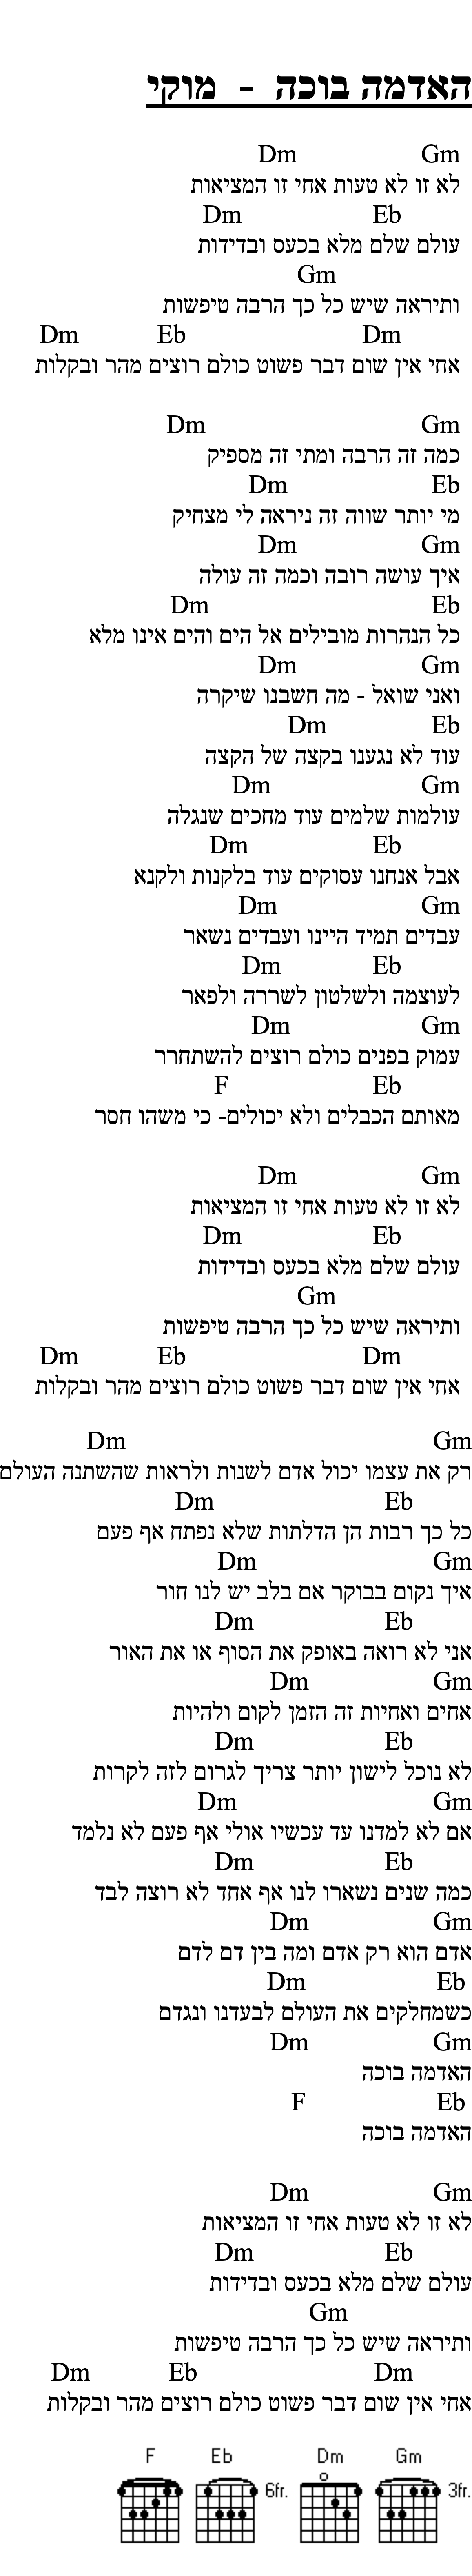 האדמה בוכה - מוקי
Gm Dm
לא זו לא טעות אחי זו המציאות
Eb Dm
עולם שלם מלא בכעס ובדידות
Gm
ותיראה שיש כל כך הרבה טיפשות
Dm Eb Dm
אחי אין שום דבר פשוט כולם רוצים מהר ובקלות
Gm Dm
כמה זה הרבה ומתי זה מספיק
Eb Dm
מי יותר שווה זה ניראה לי מצחיק
Gm Dm
איך עושה רובה וכמה זה עולה
Eb Dm
כל הנהרות מובילים אל הים והים אינו מלא
Gm Dm
ואני שואל - מה חשבנו שיקרה
Eb Dm
עוד לא נגענו בקצה של הקצה
Gm Dm
עולמות שלמים עוד מחכים שנגלה
Eb Dm
אבל אנחנו עסוקים עוד בלקנות ולקנא
Gm Dm
עבדים תמיד היינו ועבדים נשאר
Eb Dm
לעוצמה ולשלטון לשררה ולפאר
Gm Dm
עמוק בפנים כולם רוצים להשתחרר
Eb F
מאותם הכבלים ולא יכולים- כי משהו חסר
Gm Dm
לא זו לא טעות אחי זו המציאות
Eb Dm
עולם שלם מלא בכעס ובדידות
Gm
ותיראה שיש כל כך הרבה טיפשות
Dm Eb Dm
אחי אין שום דבר פשוט כולם רוצים מהר ובקלות
Gm Dm
רק את עצמו יכול אדם לשנות ולראות שהשתנה העולם
Eb Dm
כל כך רבות הן הדלתות שלא נפתח אף פעם
Gm Dm
איך נקום בבוקר אם בלב יש לנו חור
Eb Dm
אני לא רואה באופק את הסוף או את האור
Gm Dm
אחים ואחיות זה הזמן לקום ולהיות
Eb Dm
לא נוכל לישון יותר צריך לגרום לזה לקרות
Gm Dm
אם לא למדנו עד עכשיו אולי אף פעם לא נלמד
Eb Dm
כמה שנים נשארו לנו אף אחד לא רוצה לבד
Gm Dm
אדם הוא רק אדם ומה בין דם לדם
Eb Dm
כשמחלקים את העולם לבעדנו ונגדם
Gm Dm
האדמה בוכה
Eb F
האדמה בוכה
Gm Dm
לא זו לא טעות אחי זו המציאות
Eb Dm
עולם שלם מלא בכעס ובדידות
Gm
ותיראה שיש כל כך הרבה טיפשות
Dm Eb Dm
אחי אין שום דבר פשוט כולם רוצים מהר ובקלות
F Eb Dm Gm
6fr. 3fr.